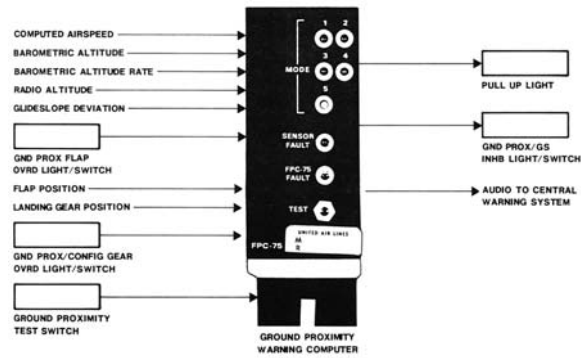 COMPUTED AIRSPEED
BAROMETRIC ALTITUDE
BAROMETRIC ALTITUDE RATE
RADIO ALTITUDE
GLIDESLOPE DEVIATION
GND PROX FLAP
OVRD LIGHT/SWITCH
FLAP POSITION
LANDING GEAR POSITION
GND PROX/CONFIG GEAR
OVRD LIGHT/SWITCH
GROUND PROXIMITY
TEST SWITCH
1 2
3 4
MODE
5
SENSOR
FAULT
FPC-75
FAULT
TEST
UNITED AIR LINES
M
R
FPC-75
GROUND PROXIMITY
WARNING COMPUTER
PULL UP LIGHT
GND PROX/GS
INHB LIGHT/SWITCH
AUDIO TO CENTRAL
WARNING SYSTEM